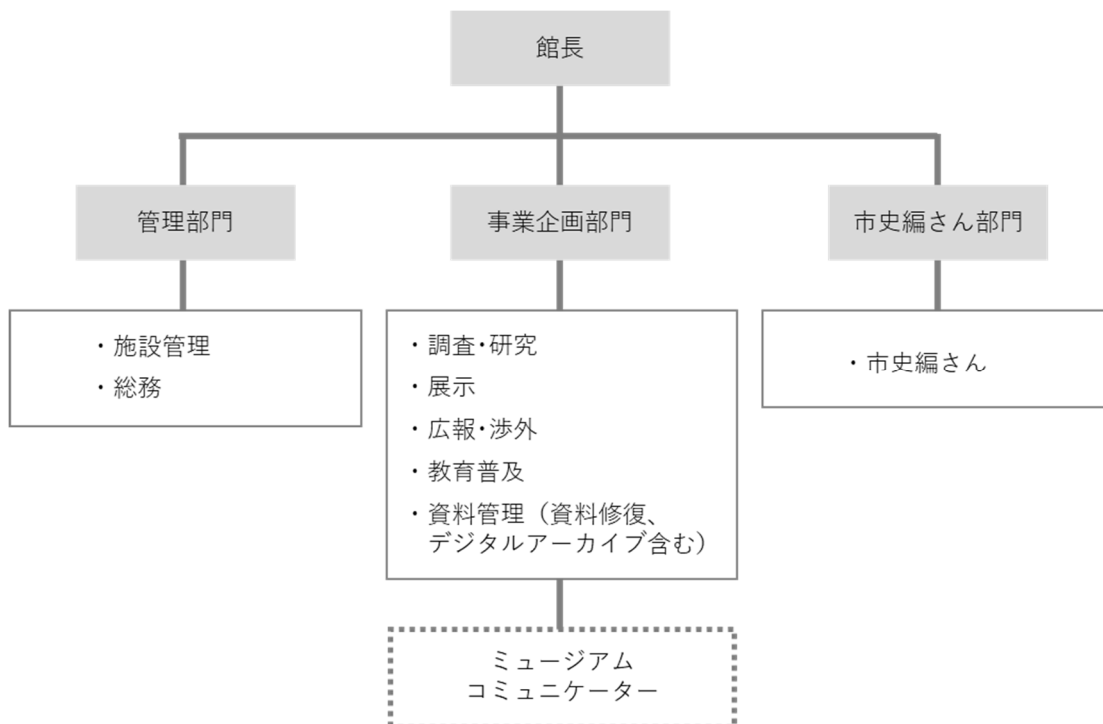 館長
管理部門
事業企画部門
市史編さん部門
・施設管理
・総務
・調査・研究
・展示
・広報・渉外
・教育普及
・資料管理（資料修復、
デジタルアーカイブ含む）
・市史編さん
ミュージアム
コミュニケーター